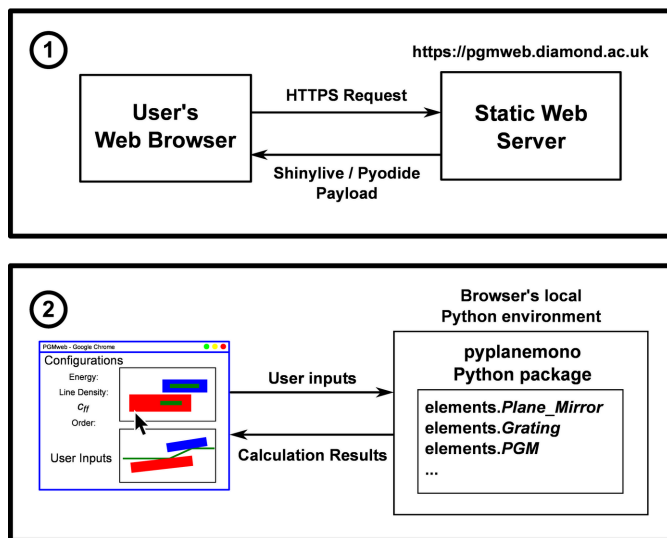 1
https://pgmweb.diamond.ac.uk
User's
Web Browser
HTTPS Request
Static Web
Server
Shinylive / Pyodide
Payload
2
Browser's local
Python environment
PGMweb - Google Chrome
Configurations
Energy:
Line Density:
Cff
Order:
User Inputs
User inputs
Calculation Results
pyplanemono
Python package
elements.Plane_Mirror
elements.Grating
elements.PGM
...